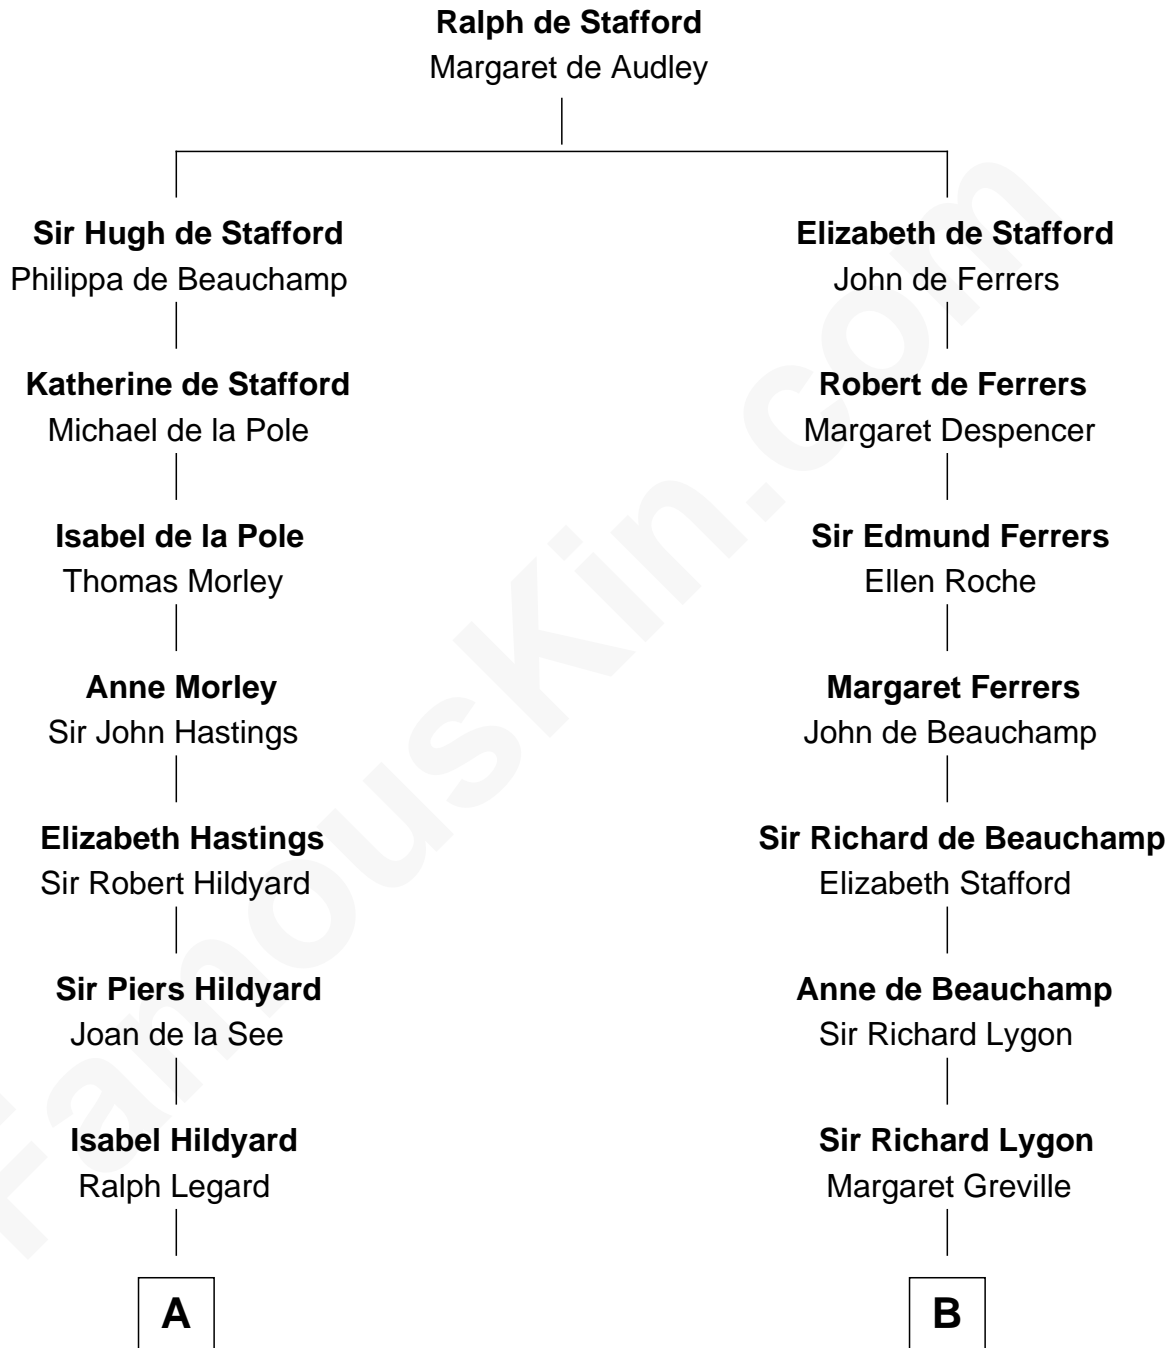 Ralph de Stafford
Margaret de Audley
Sir Hugh de Stafford
Philippa de Beauchamp
Katherine de Stafford
Michael de la Pole
Isabel de la Pole
Thomas Morley
Anne Morley
Sir John Hastings
Elizabeth Hastings
Sir Robert Hildyard
Sir Piers Hildyard
Joan de la See
Isabel Hildyard
Ralph Legard
A
Elizabeth de Stafford
John de Ferrers
Robert de Ferrers
Margaret Despencer
Sir Edmund Ferrers
Ellen Roche
Margaret Ferrers
John de Beauchamp
Sir Richard de Beauchamp
Elizabeth Stafford
Anne de Beauchamp
Sir Richard Lygon
Sir Richard Lygon
Margaret Greville
B
FamousKin.com